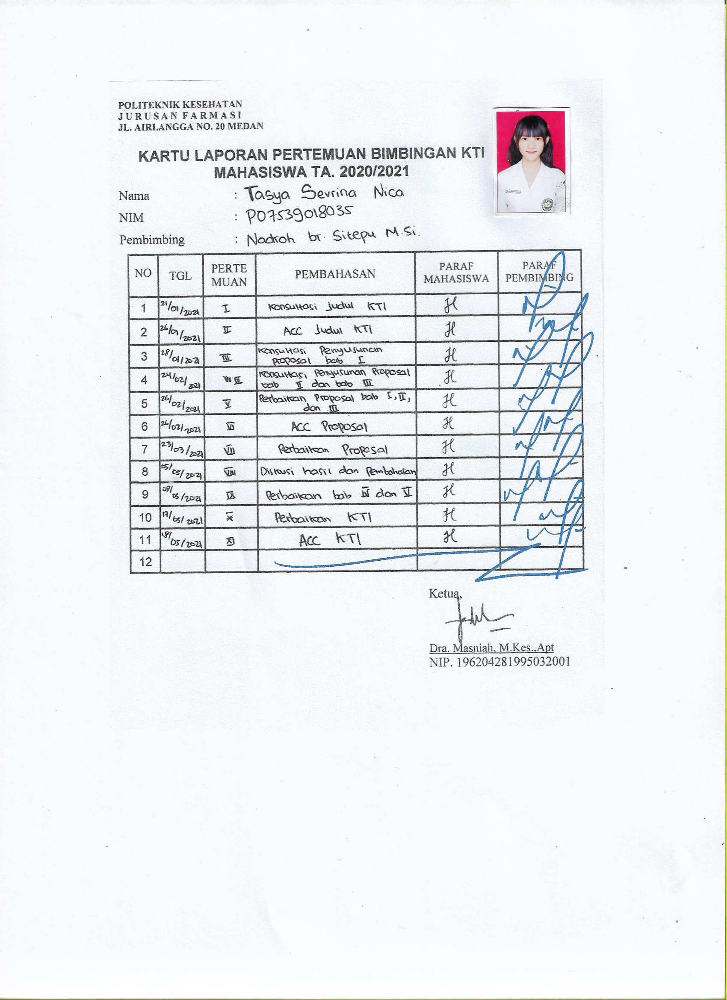 POLITEKNIK KESEHATAN
JURUSAN FARMASI
JL. AIRLANGGA NO. 20 MEDAN
KARTU LAPORAN PERTEMUAN BIMBINGAN KTI
MAHASISWA TA. 2020/2021
Nama : Tasya Sevrina Nica
NIM : P07539018035
Pembimbing : Nadroh br. Sitepu M.Si.
NO TGL PERTE MUAN PEMBAHASAN PARAF MAHASISWA PARAF PEMBIMBING
1 21/01/2021 I Konsultasi Judul KTI
2 26/01/2021 II ACC Judul KTI
3 28/01/2021 III Konsultasi Penyusunan
proposal bab I
4 24/02/2021 IV Konsultasi Penyusunan Proposal
bab II dan bab III
5 26/02/2021 V Perbaikan Proposal bab I, II,
dan III
6 26/02/2021 VI ACC Proposal
7 23/03/2021 VII Perbaikan Proposal
8 05/05/2021 VIII Diskusi hasil dan Pembahasan
9 08/05/2021 IX Perbaikan bab IV dan V
10 /05/2021 X Perbaikan KTI
11 18/05/2021 XI ACC KTI
12
Ketua,
Dra. Masniah, M.Kes.,Apt
NIP. 196204281995032001